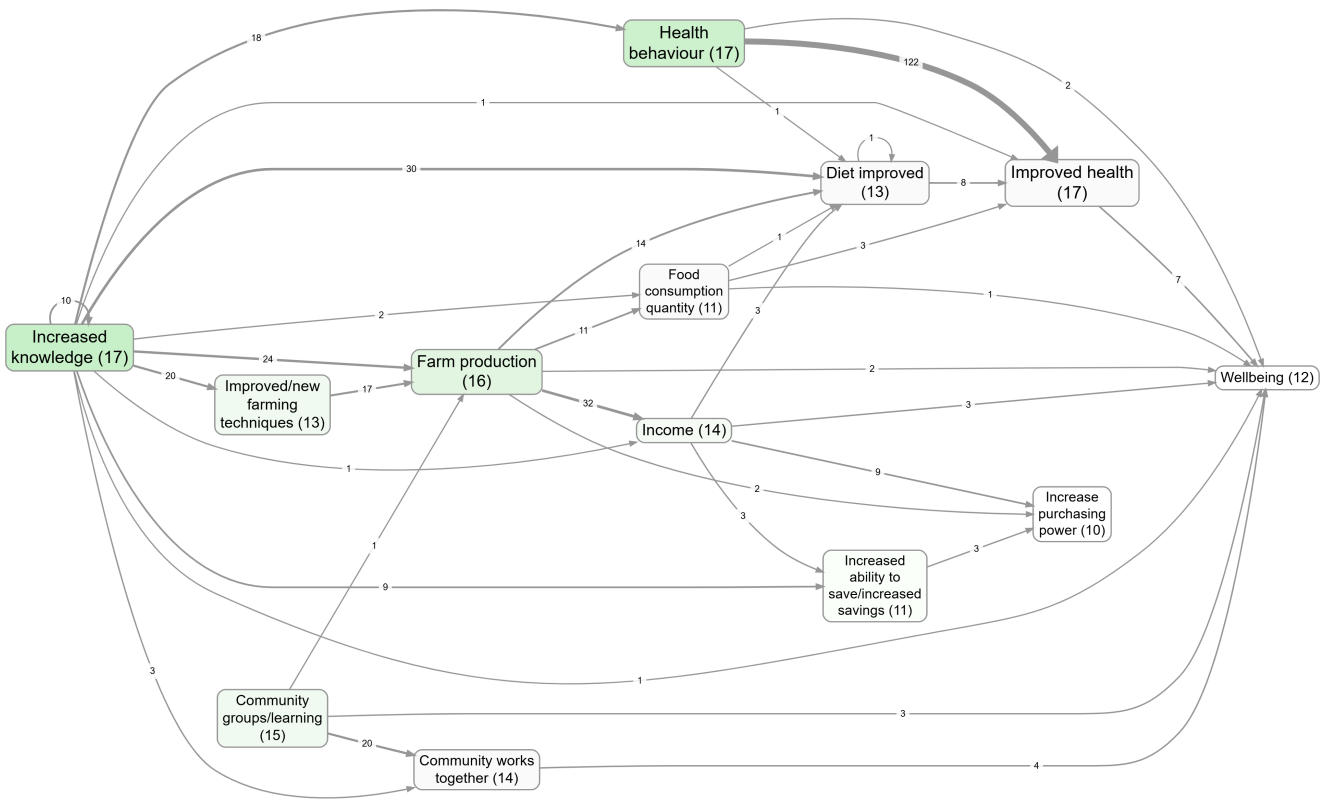 18
Health
behaviour (17)
122
2
1
1
1
30
Diet improved
(13)
8
Improved health
(17)
14
1
3
3
7
Food
consumption
quantity (11)
1
10
2
11
Increased
knowledge (17)
24
20
Farm production
(16)
2
Wellbeing (12)
Improved/new
farming
techniques (13)
17
32
Income (14)
3
1
9
2
3
Increase
purchasing
power (10)
3
1
9
Increased
ability to
save/increased
savings (11)
3
1
Community
groups/learning
(15)
3
20
Community works
together (14)
4